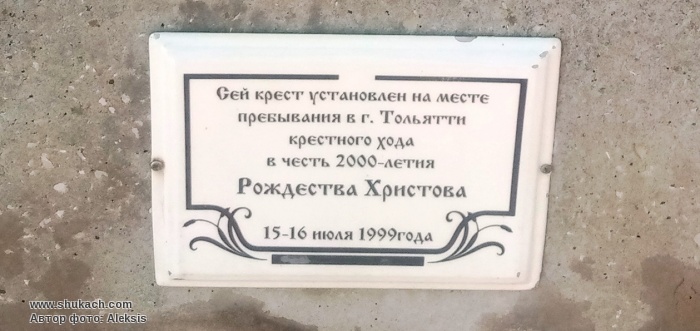 Сей крест установлен на месте
пребывания в г. Тольятти
крестного хода
в честь 2000-летия
Рождества Христова
15-16 июля 1999года
www.shukach.com
Автор фото: Aleksis